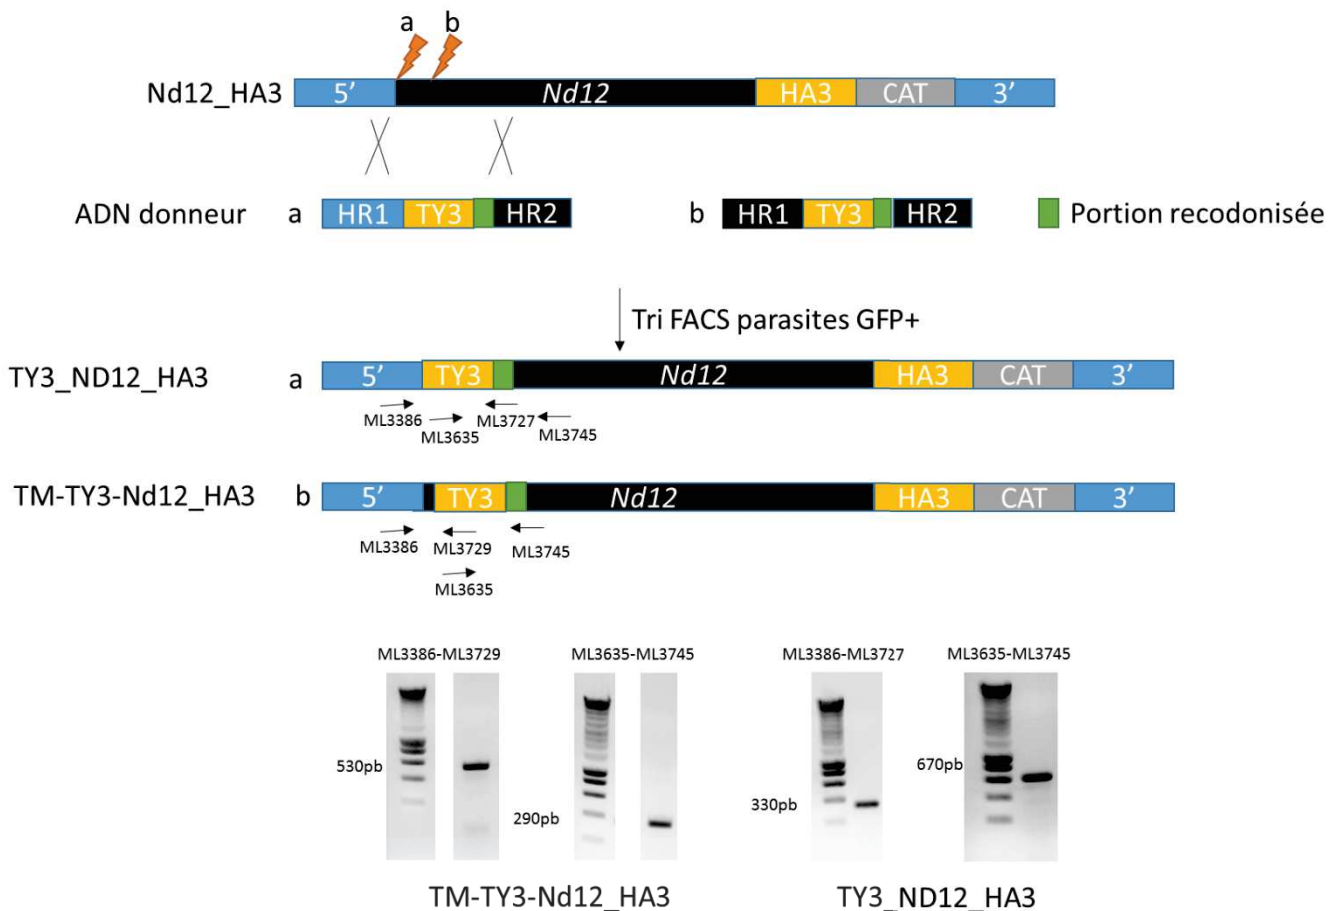 a b
Nd12_HA3 5’ Nd12 HA3 CAT 3’
ADN donneur a HR1 TY3 HR2 b HR1 TY3 HR2 Portion recodonisée
Tri FACS parasites GFP+
TY3_ND12_HA3 a 5’ TY3 Nd12 HA3 CAT 3’
ML3386 ML3635 ML3727 ML3745
TM-TY3-Nd12_HA3 b 5’ TY3 Nd12 HA3 CAT 3’
ML3386 ML3729 ML3745
ML3635
ML3386-ML3729 ML3635-ML3745 ML3386-ML3727 ML3635-ML3745
530pb 290pb 330pb 670pb
TM-TY3-Nd12_HA3 TY3_ND12_HA3